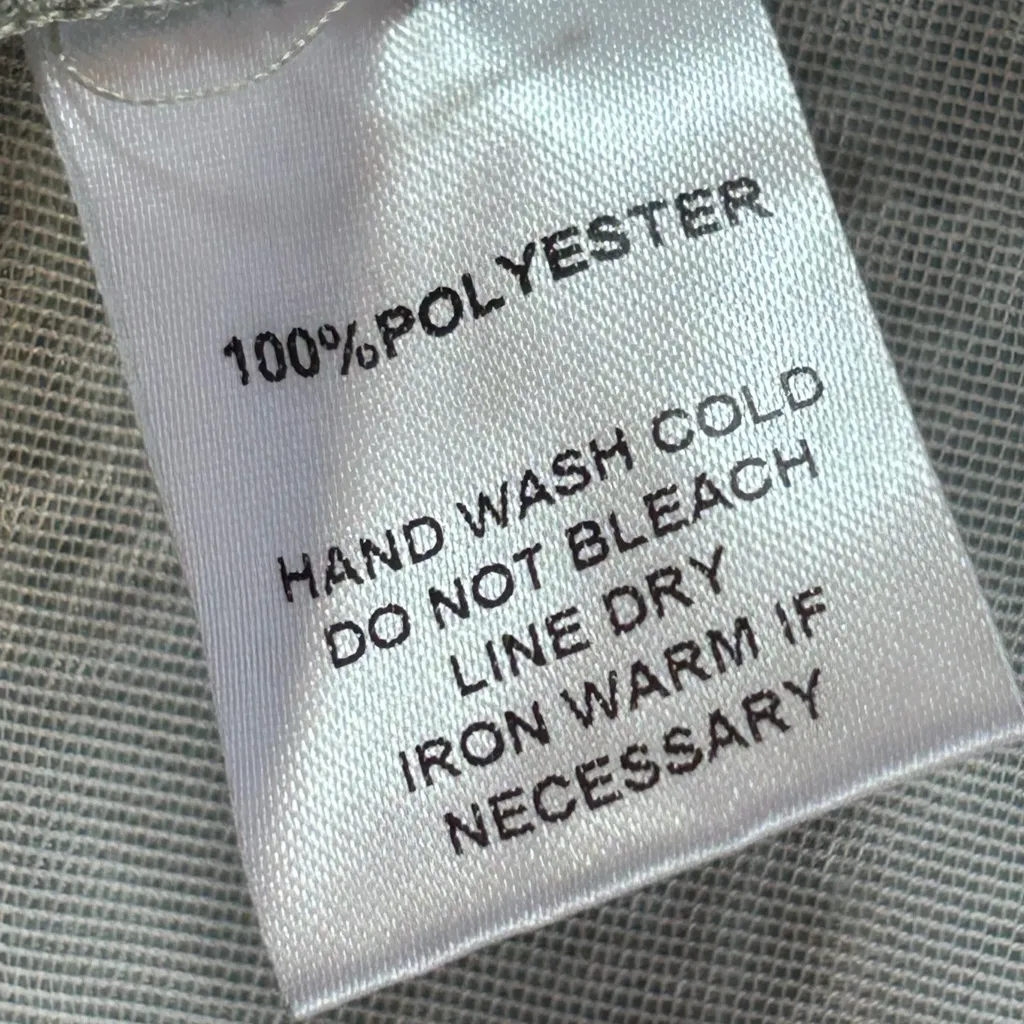 100%POLYESTER
HAND WASH COLD
DO NOT BLEACH
LINE DRY
IRON WARM IF
NECESSARY